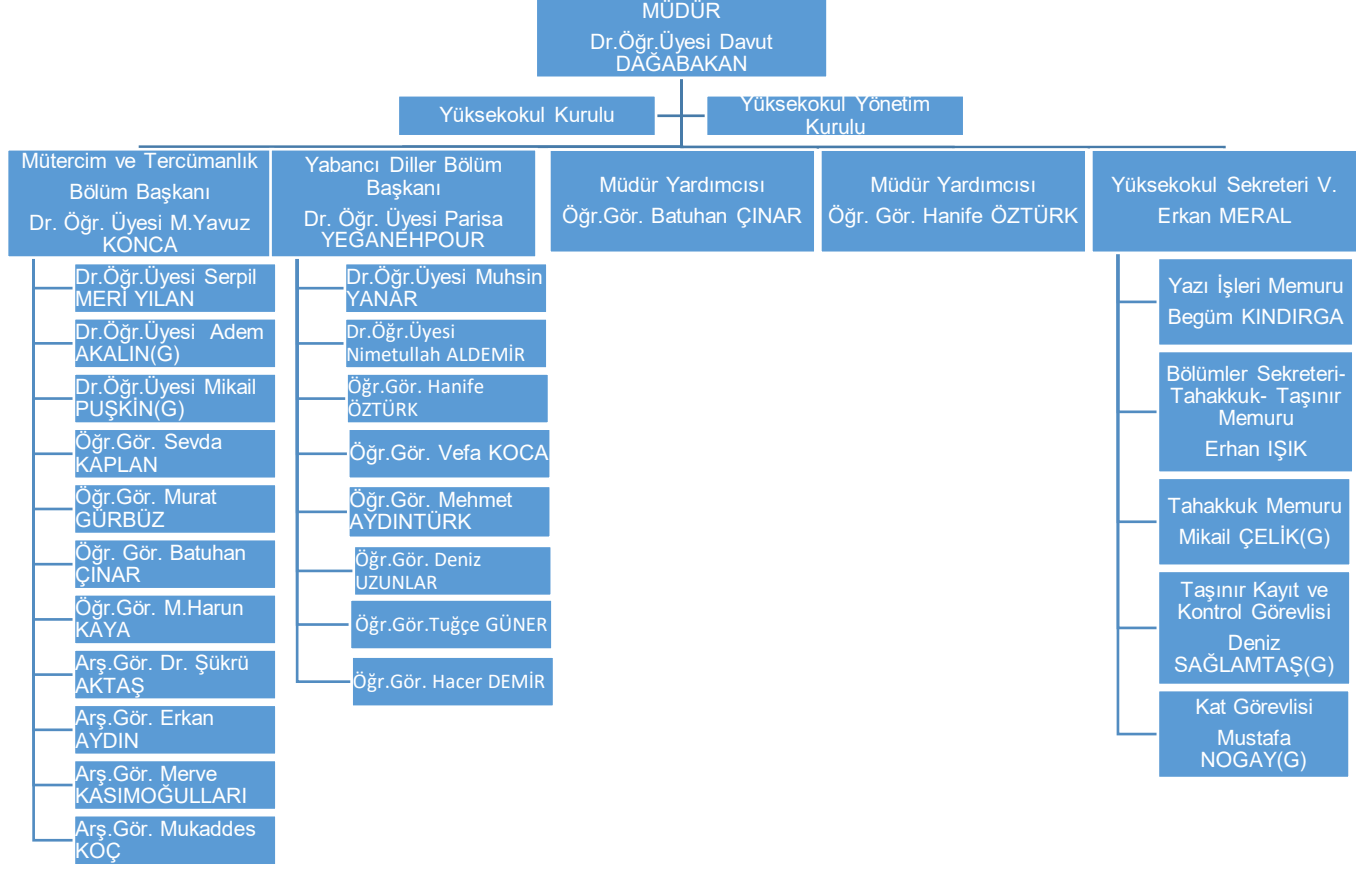 MÜDÜR
Dr.Öğr.Üyesi Davut
DAĞABAKAN
Yüksekokul Kurulu
Yüksekokul Yönetim
Kurulu
Mütercim ve Tercümanlık
Bölüm Başkanı
Dr. Öğr. Üyesi M.Yavuz
KONCA
Dr.Öğr.Üyesi Serpil
MERİ YILAN
Dr.Öğr.Üyesi Adem
AKALIN(G)
Dr.Öğr.Üyesi Mikail
PUŞKİN(G)
Öğr.Gör. Sevda
KAPLAN
Öğr.Gör. Murat
GÜRBÜZ
Öğr. Gör. Batuhan
ÇINAR
Öğr.Gör. M.Harun
KAYA
Arş.Gör. Dr. Şükrü
AKTAŞ
Arş.Gör. Erkan
AYDIN
Arş.Gör. Merve
KASIMOĞULLARI
Arş.Gör. Mukaddes
KOÇ
Yabancı Diller Bölüm
Başkanı
Dr. Öğr. Üyesi Parisa
YEGANEHPOUR
Dr.Öğr.Üyesi Muhsin
YANAR
Dr.Öğr.Üyesi
Nimetullah ALDEMİR
Öğr.Gör. Hanife
ÖZTÜRK
Öğr.Gör. Vefa KOCA
Öğr.Gör. Mehmet
AYDINTÜRK
Öğr.Gör. Deniz
UZUNLAR
Öğr.Gör.Tuğçe GÜNER
Öğr.Gör. Hacer DEMİR
Müdür Yardımcısı
Öğr.Gör. Batuhan ÇINAR
Müdür Yardımcısı
Öğr. Gör. Hanife ÖZTÜRK
Yüksekokul Sekreteri V.
Erkan MERAL
Yazı İşleri Memuru
Begüm KINDIRGA
Bölümler Sekreteri-
Tahakkuk- Taşınır
Memuru
Erhan IŞIK
Tahakkuk Memuru
Mikail ÇELİK(G)
Taşınır Kayıt ve
Kontrol Görevlisi
Deniz
SAĞLAMTAŞ(G)
Kat Görevlisi
Mustafa
NOGAY(G)